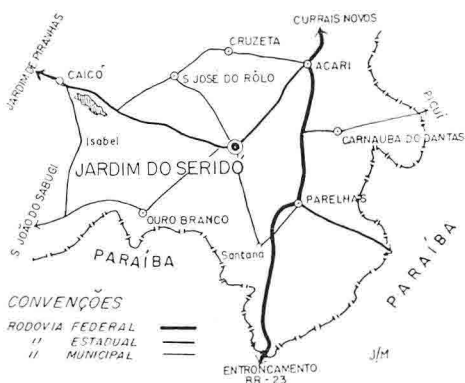 CURRAIS NOVOS
CRUZETA
JARDIM DE PIRANHAS
CAICÓ
ACARI
S JOSÉ DO RÔLO
PICUÍ
Isabel
CARNAUBA DO DANTAS
JARDIM DO SERIDÓ
S JOÃO DO SABUGI
PARELHAS
OURO BRANCO
Santana
PARAÍBA
PARAÍBA
CONVENÇÕES
RODOVIA FEDERAL
" ESTADUAL
" MUNICIPAL
J/M
ENTRONCAMENTO
BR-23